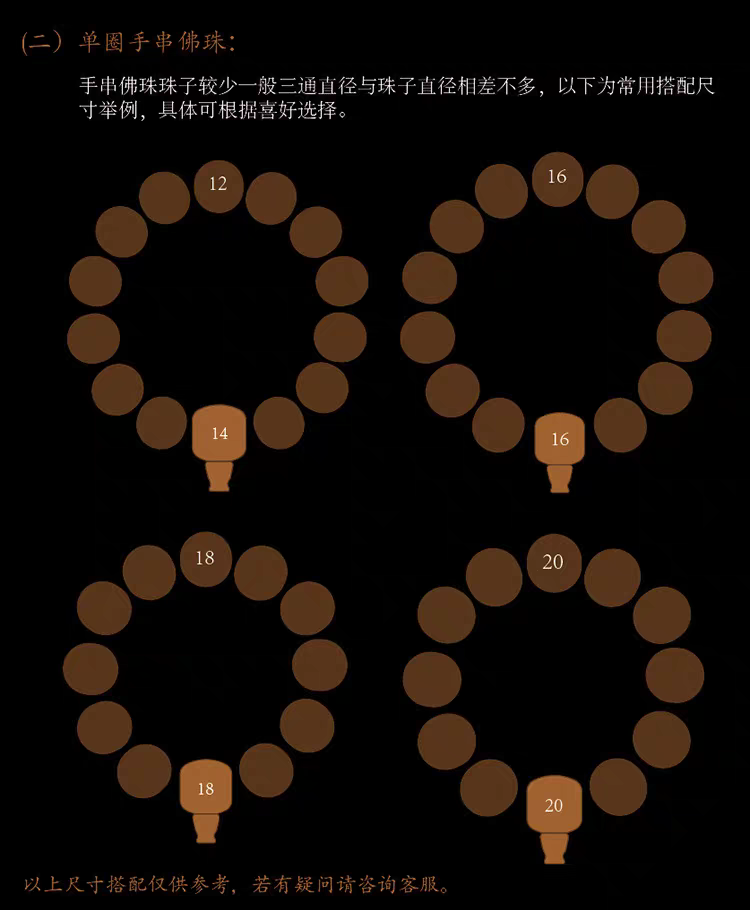 (二）单圈手串佛珠：
手串佛珠珠子较少一般三通直径与珠子直径相差不多，以下为常用搭配尺
寸举例，具体可根据喜好选择。
12
16
14
16
18
20
18
20
以上尺寸搭配仅供参考，若有疑问请咨询客服。